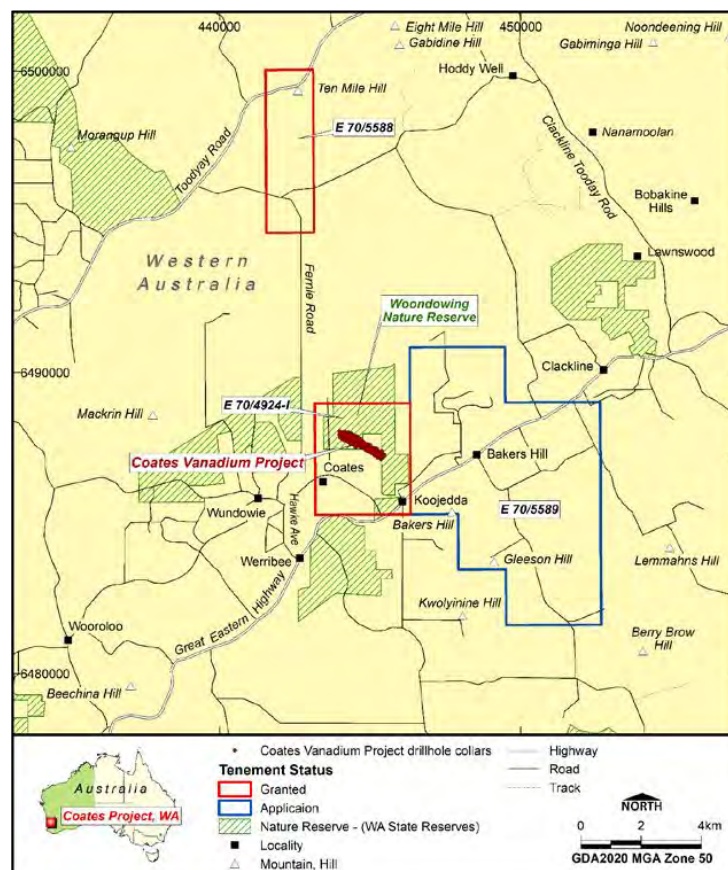 440000
450000
Eight Mile Hill
Gabidine Hill
Noondeening Hill
Gabiminga Hill
6500000
Hoddy Well
Ten Mile Hill
E 70/5588
Nanamoolan
Morangup Hill
Toodyay Road
Clackline Tooday Rod
Bobakine
Hills
Lawnswood
Western
Australia
Fernie Road
Woondowing
Nature Reserve
6490000
Clackline
E 70/4924-I
Mackrin Hill
Coates Vanadium Project
Bakers Hill
Coates
Wundowie
Hawke Ave
Koojedda
E 70/5589
Bakers Hill
Werribee
Gleeson Hill
Lemmahns Hill
Great Eastern Highway
Kwolyinine Hill
Wooroloo
6480000
Berry Brow
Hill
Beechina Hill
Coates Vanadium Project drillhole collars
Tenement Status
Granted
Applicaion
Nature Reserve - (WA State Reserves)
Locality
Mountain, Hill
Highway
Road
Track
Australia
Coates Project, WA
NORTH
0 2 4km
GDA2020 MGA Zone 50